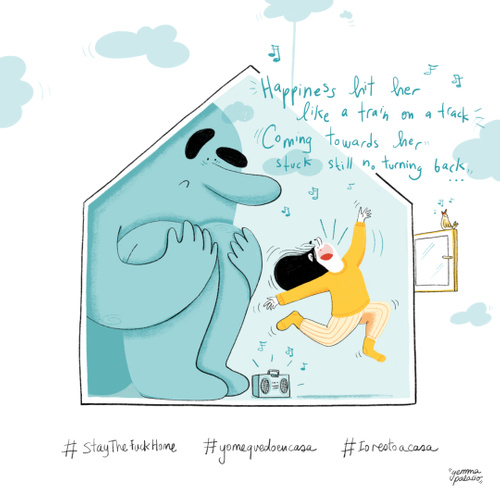 Happiness hit her
like a train on a track
Coming towards her
stuck still no turning back
...
#StayTheFuckHome #yomequedoencasa #Iorestoacasa
gemma
palacio